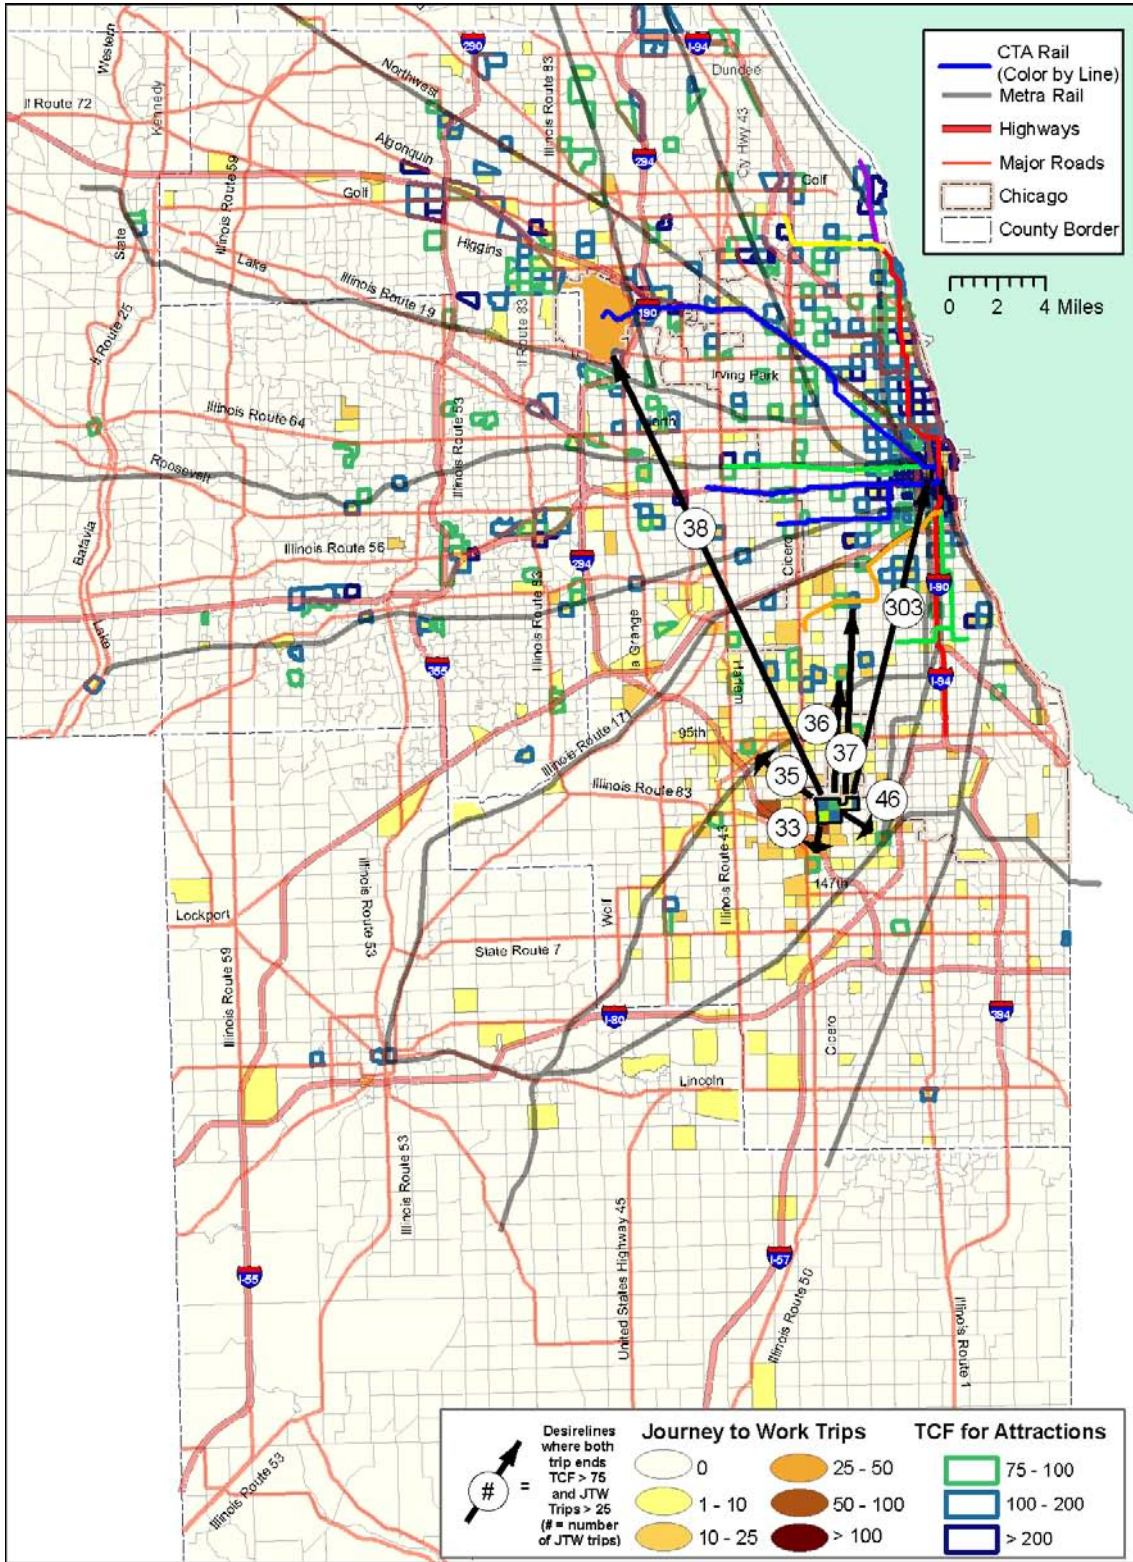 CTA Rail
(Color by Line)
Metra Rail
Highways
Major Roads
Chicago
County Border
0 2 4 Miles
Western
290
I-94
Dundee
Northwest
Illinois Route 83
Il Route 72
Kennedy
Algonquin
Illinois Route 59
294
Cty Hwy 43
Golf
Golf
State
Higgins
Lake
Illinois Route 19
Il Route 83
190
Il Route 25
Irving Park
Illinois Route 53
Illinois Route 64
North
Roosevelt
38
Cicero
Illinois Route 56
294
Batavia
Illinois Route 83
I-90
303
Lake
la Grange
355
Harlem
I-94
36
Illinois Route 171
95th
37
35
Illinois Route 83
46
33
Illinois Route 43
147th
Illinois Route 53
Lockport
Wolf
State Route 7
Illinois Route 59
I-80
394
Cicero
Lincoln
Illinois Route 53
United States Highway 45
I-55
I-57
Illinois Route 50
Illinois Route 1
Illinois Route 53
# =
Desirelines
where both
trip ends
TCF > 75
and JTW
Trips > 25
(# = number
of JTW trips)
Journey to Work Trips
0
1 - 10
10 - 25
25 - 50
50 - 100
> 100
TCF for Attractions
75 - 100
100 - 200
> 200